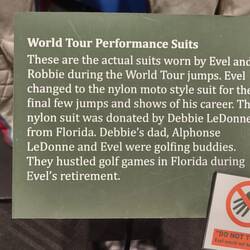 World Tour Performance Suits
These are the actual suits worn by Evel and
Robbie during the World Tour jumps. Evel
changed to the nylon moto style suit for the
final few jumps and shows of his career. Th
nylon suit was donated by Debbie LeDonne
from Florida. Debbie's dad, Alphonse
LeDonne and Evel were golfing buddies.
They hustled golf games in Florida during
Evel's retirement.
"DO NOT T